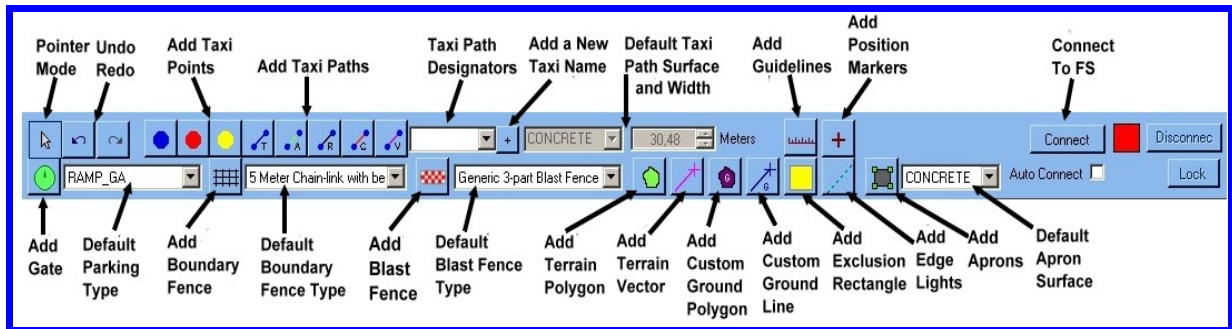 Pointer Mode
Undo Redo
Add Taxi Points
Add Taxi Paths
Taxi Path Designators
Add a New Taxi Name
Default Taxi Path Surface and Width
Add Guidelines
Add Position Markers
Connect To FS
T
A
R
C
V
+
CONCRETE
30,48
Meters
Connect
Disconnec
RAMP_GA
5 Meter Chain-link with be
Generic 3-part Blast Fence
G
G
CONCRETE
Auto Connect
Lock
Add Gate
Default Parking Type
Add Boundary Fence
Default Boundary Fence Type
Add Blast Fence
Default Blast Fence Type
Add Terrain Polygon
Add Terrain Vector
Add Custom Ground Polygon
Add Custom Ground Line
Add Exclusion Rectangle
Add Edge Lights
Add Aprons
Default Apron Surface